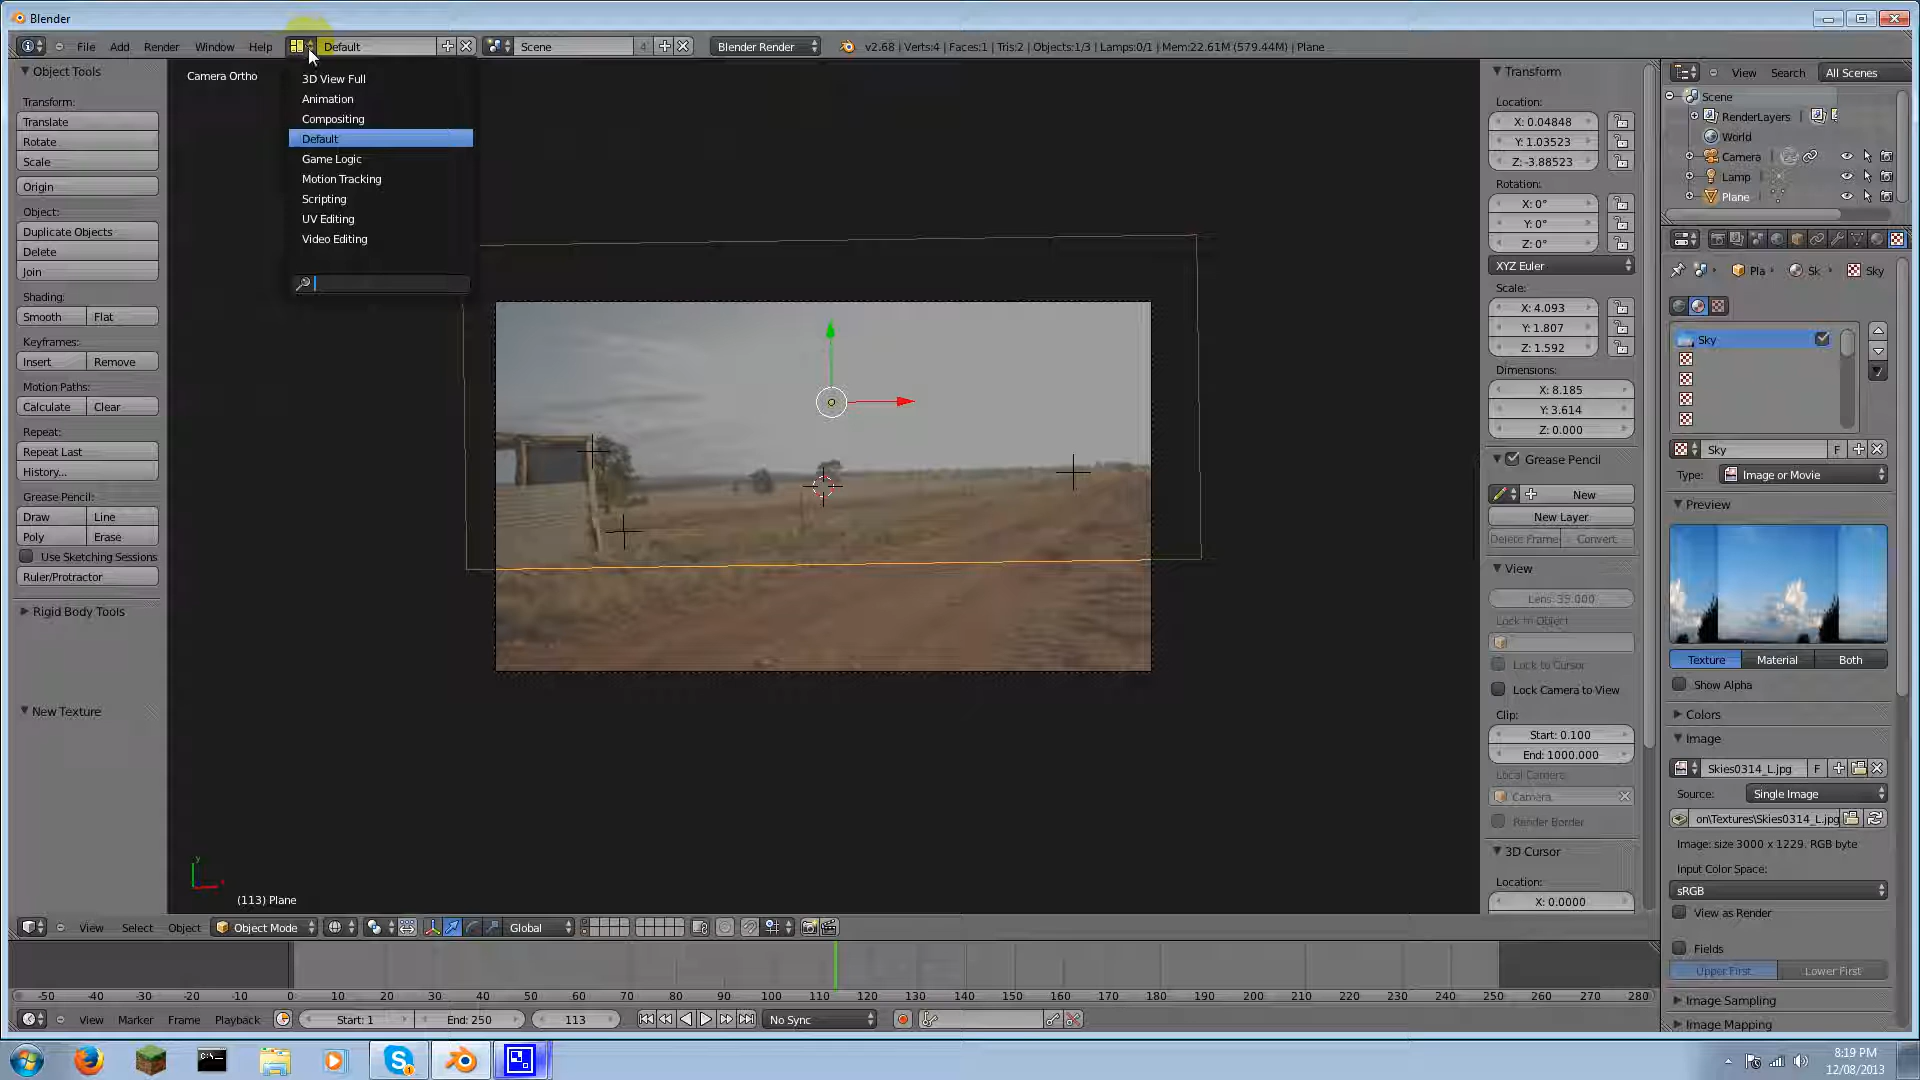 Blender
File Add Render Window Help Default Scene 4 Blender Render v2.68 | Verts:4 | Faces:1 | Tris:2 | Objects:1/3 | Lamps:0/1 | Mem:22.61M (579.44M) | Plane
Object Tools
Transform:
Translate
Rotate
Scale
Origin
Object:
Duplicate Objects
Delete
Join
Shading:
Smooth Flat
Keyframes:
Insert Remove
Motion Paths:
Calculate Clear
Repeat:
Repeat Last
History...
Grease Pencil:
Draw Line
Poly Erase
Use Sketching Sessions
Ruler/Protractor
Rigid Body Tools
New Texture
Camera Ortho
3D View Full
Animation
Compositing
Default
Game Logic
Motion Tracking
Scripting
UV Editing
Video Editing
(113) Plane
Transform
Location:
X: 0.04848
Y: 1.03523
Z: -3.88523
Rotation:
X: 0°
Y: 0°
Z: 0°
XYZ Euler
Scale:
X: 4.093
Y: 1.807
Z: 1.592
Dimensions:
X: 8.185
Y: 3.614
Z: 0.000
Grease Pencil
New
New Layer
Delete Frame Convert
View
Lens: 35.000
Lock to Object:
Lock to Cursor
Lock Camera to View
Clip:
Start: 0.100
End: 1000.000
Local Camera:
Camera
Render Border
3D Cursor
Location:
X: 0.0000
View Search All Scenes
Scene
RenderLayers
World
Camera
Lamp
Plane
Pla Sk Sky
Sky
Sky F
Type: Image or Movie
Preview
Texture Material Both
Show Alpha
Colors
Image
Skies0314_L.jpg F
Source: Single Image
on\Textures\Skies0314_L.jpg
Image: size 3000 x 1229, RGB byte
Input Color Space:
sRGB
View as Render
Fields
Upper First Lower First
Image Sampling
Image Mapping
View Select Object Object Mode Global
-50 -40 -30 -20 -10 0 10 20 30 40 50 60 70 80 90 100 110 120 130 140 150 160 170 180 190 200 210 220 230 240 250 260 270 280
View Marker Frame Playback Start: 1 End: 250 113 No Sync
8:19 PM
12/08/2013